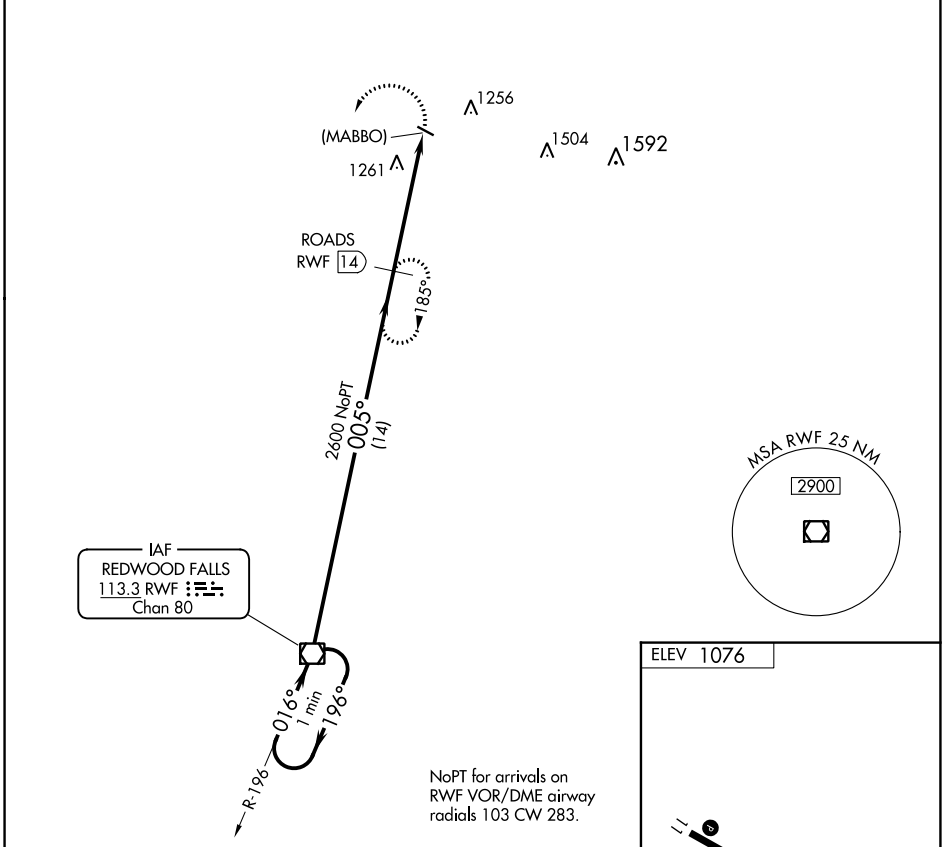 1256
(MABBO)
1504
1592
1261
ROADS
RWF 14
185°
2600 NoPT
005°
(14)
MSA RWF 25 NM
2900
IAF
REDWOOD FALLS
113.3 RWF
Chan 80
ELEV 1076
016°
1 min
196°
R-196
NoPT for arrivals on
RWF VOR/DME airway
radials 103 CW 283.
11
P